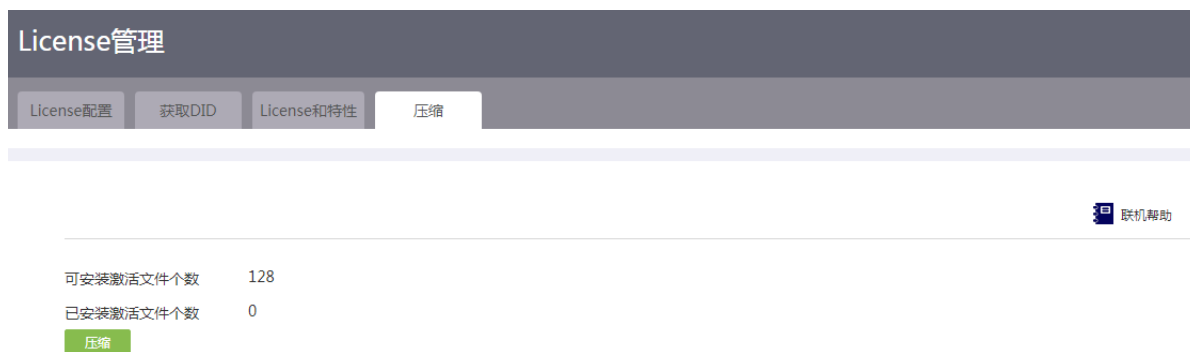 License管理
License配置 获取DID License和特性 压缩
联机帮助
可安装激活文件个数 128
已安装激活文件个数 0
压缩